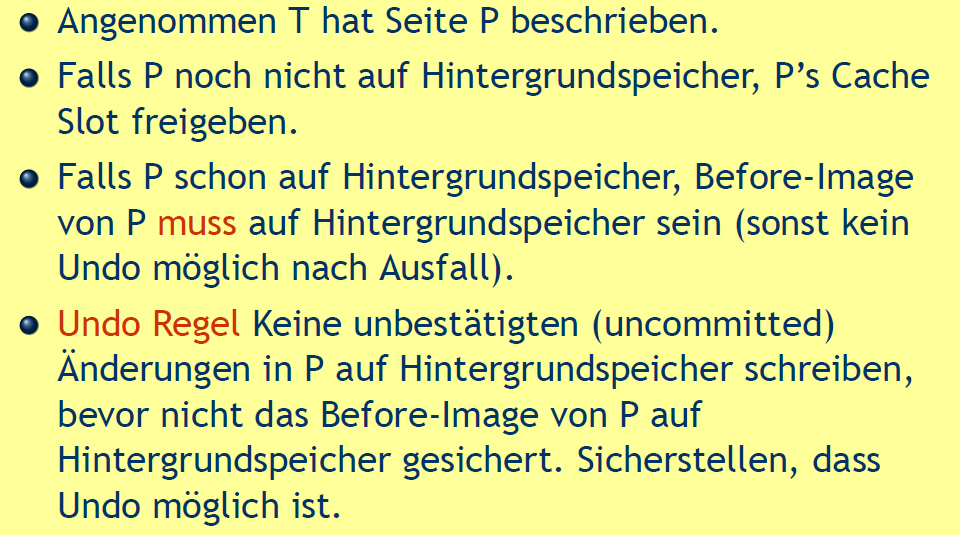 Angenommen T hat Seite P beschrieben.
Falls P noch nicht auf Hintergrundspeicher, P’s Cache
Slot freigeben.
Falls P schon auf Hintergrundspeicher, Before-Image
von P muss auf Hintergrundspeicher sein (sonst kein
Undo möglich nach Ausfall).
Undo Regel Keine unbestätigten (uncommitted)
Änderungen in P auf Hintergrundspeicher schreiben,
bevor nicht das Before-Image von P auf
Hintergrundspeicher gesichert. Sicherstellen, dass
Undo möglich ist.